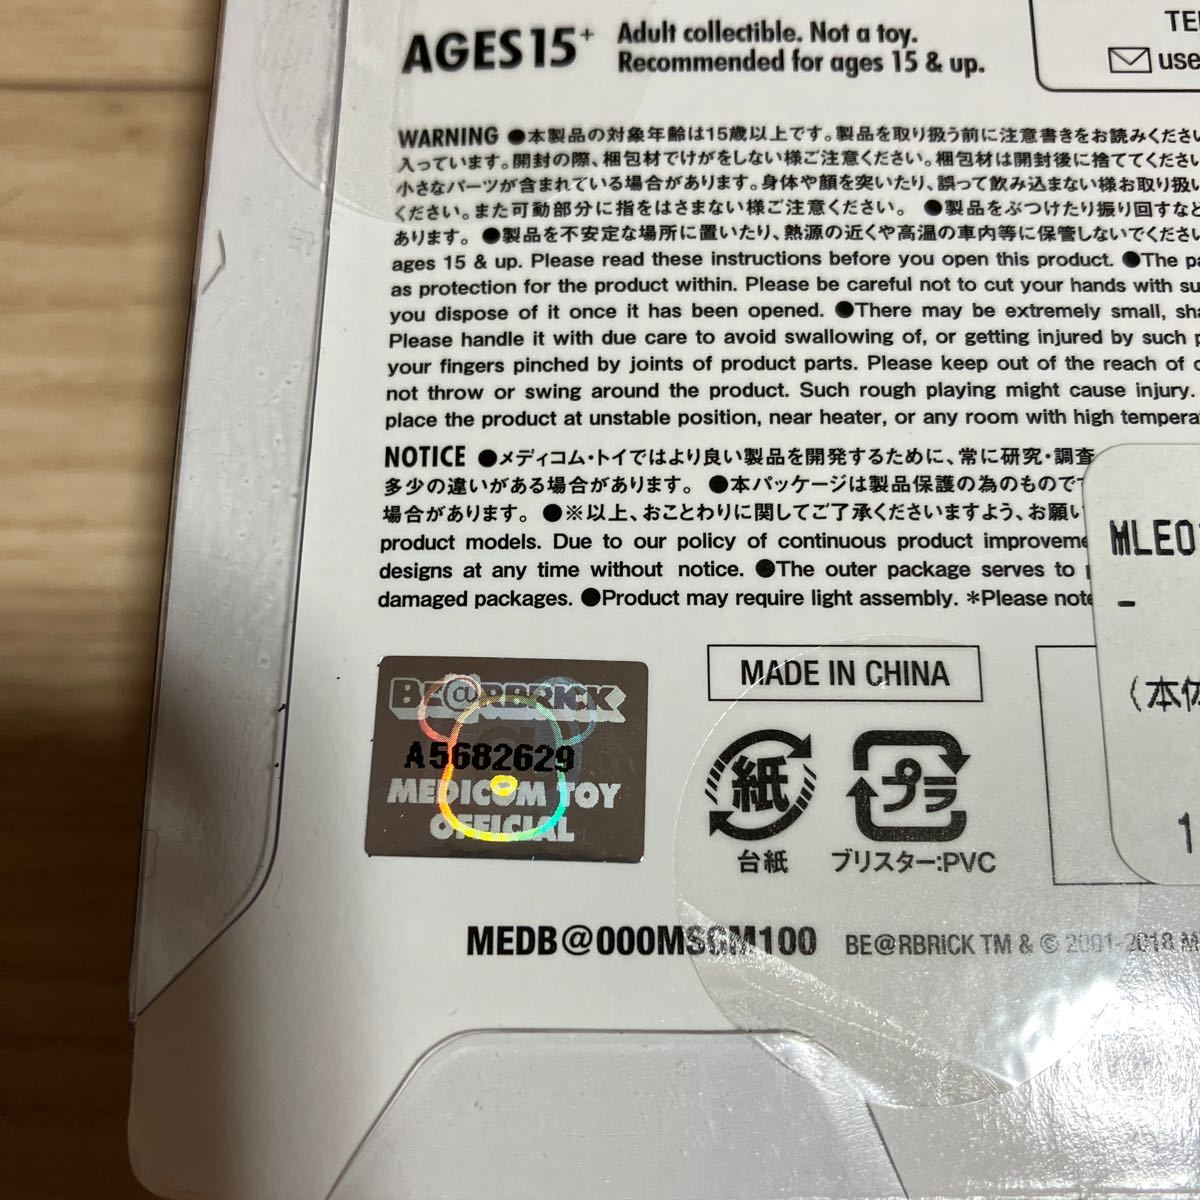 AGES15+ Adult collectible. Not a toy.
Recommended for ages 15 & up.
WARNING ●本製品の対象年齢は15歳以上です。製品を取り扱う前に注意書きをお読みくださ
入っています。開封の際、梱包材でけがをしない様ご注意ください。梱包材は開封後に捨ててくださ
小さなパーツが含まれている場合があります。身体や顔を突いたり、誤って飲み込まない様お取り扱い
ください。また可動部分に指をはさまない様ご注意ください。 ●製品をぶつけたり振り回すなど
あります。 ●製品を不安定な場所に置いたり、熱源の近くや高温の車内等に保管しないでくださ
ages 15 & up. Please read these instructions before you open this product. ●The pa
as protection for the product within. Please be careful not to cut your hands with su
you dispose of it once it has been opened. ●There may be extremely small, sha
Please handle it with due care to avoid swallowing of, or getting injured by such p
your fingers pinched by joints of product parts. Please keep out of the reach of c
not throw or swing around the product. Such rough playing might cause injury.
place the product at unstable position, near heater, or any room with high tempera
NOTICE ●メディコム・トイではより良い製品を開発するために、常に研究・調査
多少の違いがある場合があります。 ●本パッケージは製品保護の為のものです
場合があります。 ●※以上、おことわりに関してご了承くださいますよう、お願い
product models. Due to our policy of continuous product improveme
designs at any time without notice. ●The outer package serves to
damaged packages. ●Product may require light assembly. *Please note
TE
use
MLE0
-
(本体
1
BE@RBRICK
A5682629
MEDICOM TOY
OFFICIAL
MADE IN CHINA
紙
台紙
プラ
ブリスター:PVC
MEDB@000MSGM100 BE@RBRICK TM & © 2001-2018 M